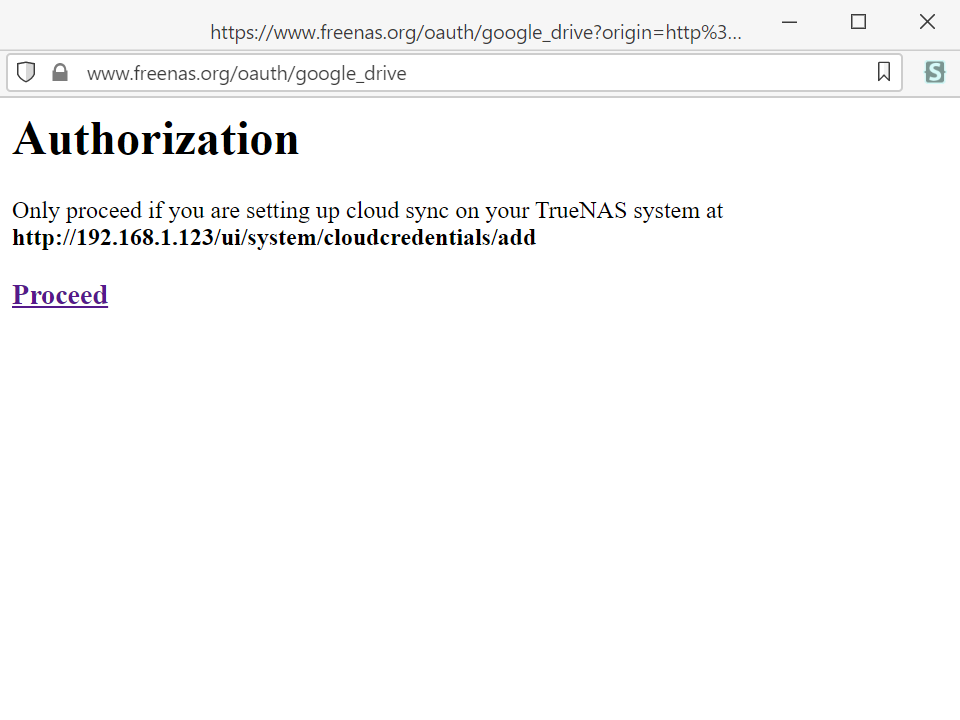 https://www.freenas.org/oauth/google_drive?origin=http%3...
www.freenas.org/oauth/google_drive
S
Authorization
Only proceed if you are setting up cloud sync on your TrueNAS system at
http://192.168.1.123/ui/system/cloudcredentials/add
Proceed